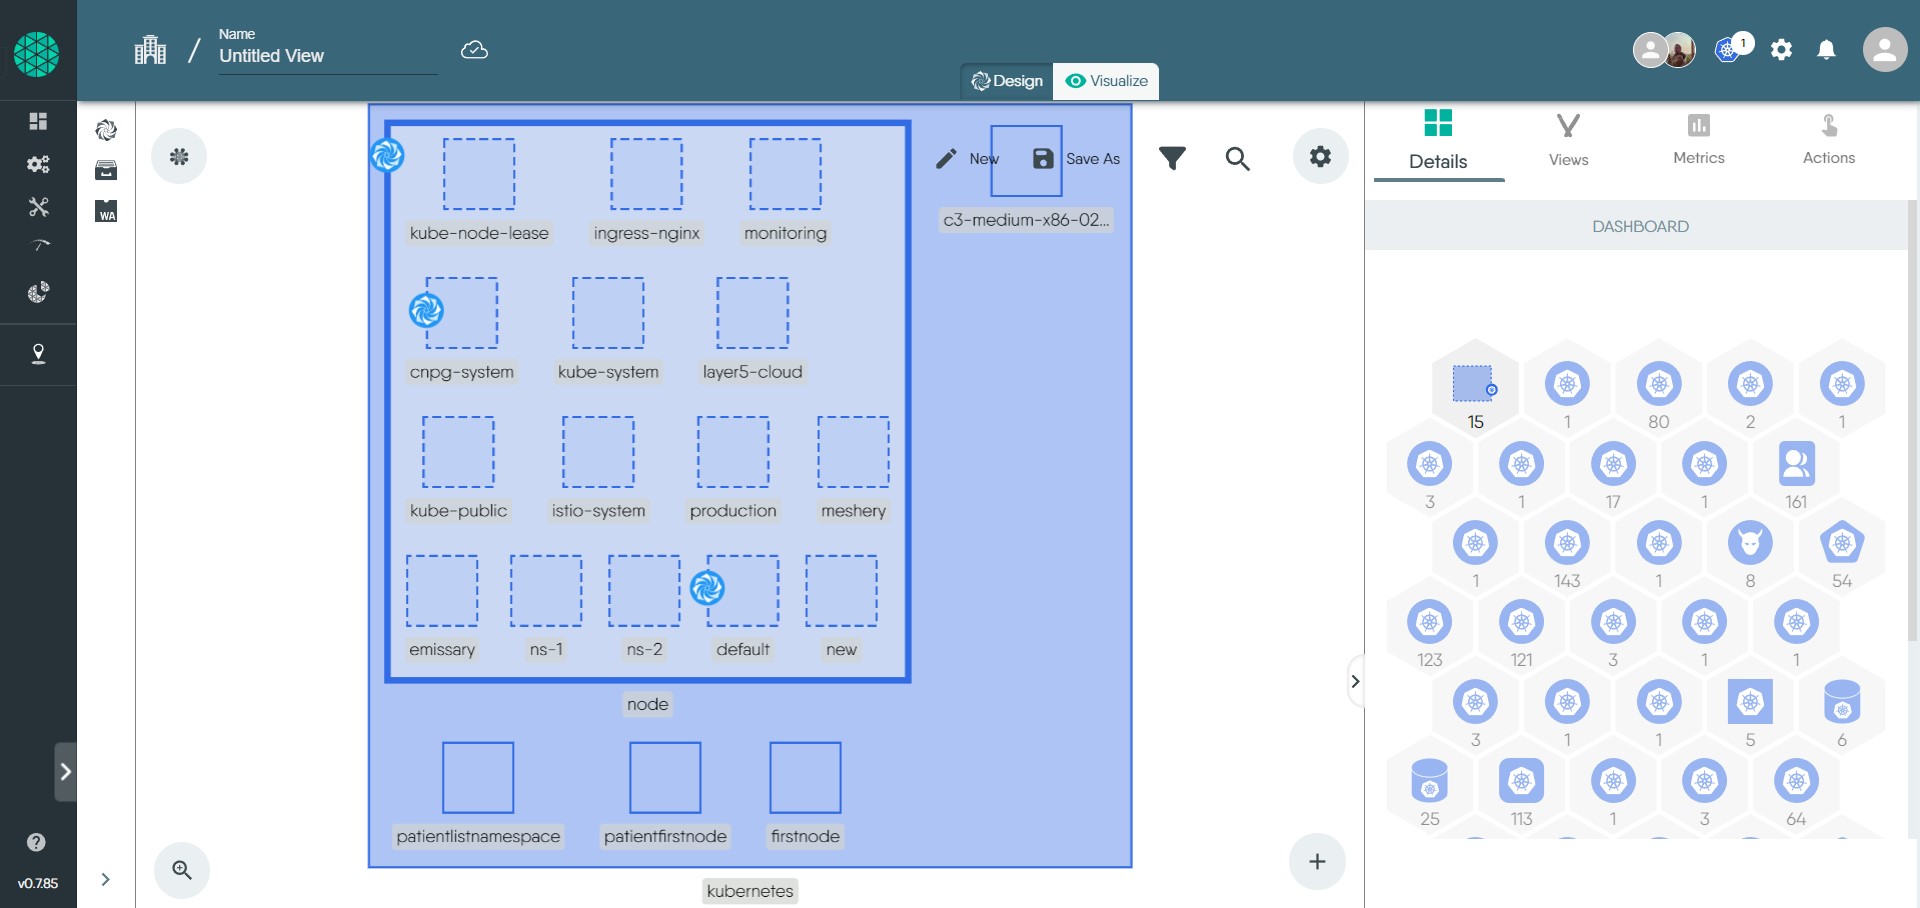 Name
Untitled View
Design
Visualize
1
New
Save As
c3-medium-x86-02...
kube-node-lease
ingress-nginx
monitoring
cnpg-system
kube-system
layer5-cloud
kube-public
istio-system
production
meshery
emissary
ns-1
ns-2
default
new
node
patientlistnamespace
patientfirstnode
firstnode
kubernetes
WA
v0.7.85
Details
Views
Metrics
Actions
DASHBOARD
15
1
80
2
1
3
1
17
1
161
1
143
1
8
54
123
121
3
1
1
3
1
1
5
6
25
113
1
3
64